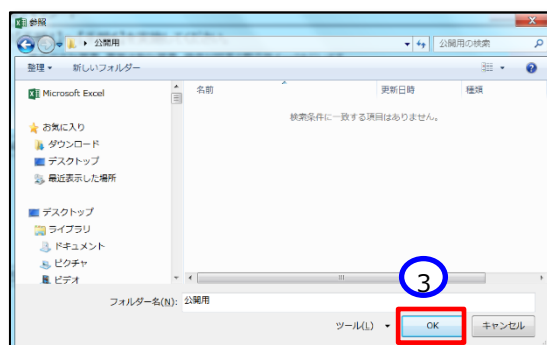 参照
公開用
公開用の検索
整理
新しいフォルダー
Microsoft Excel
お気に入り
ダウンロード
デスクトップ
最近表示した場所
デスクトップ
ライブラリ
ドキュメント
ピクチャ
ビデオ
名前 更新日時 種類
検索条件に一致する項目はありません。
フォルダー名(N): 公開用
3
ツール(L) OK キャンセル